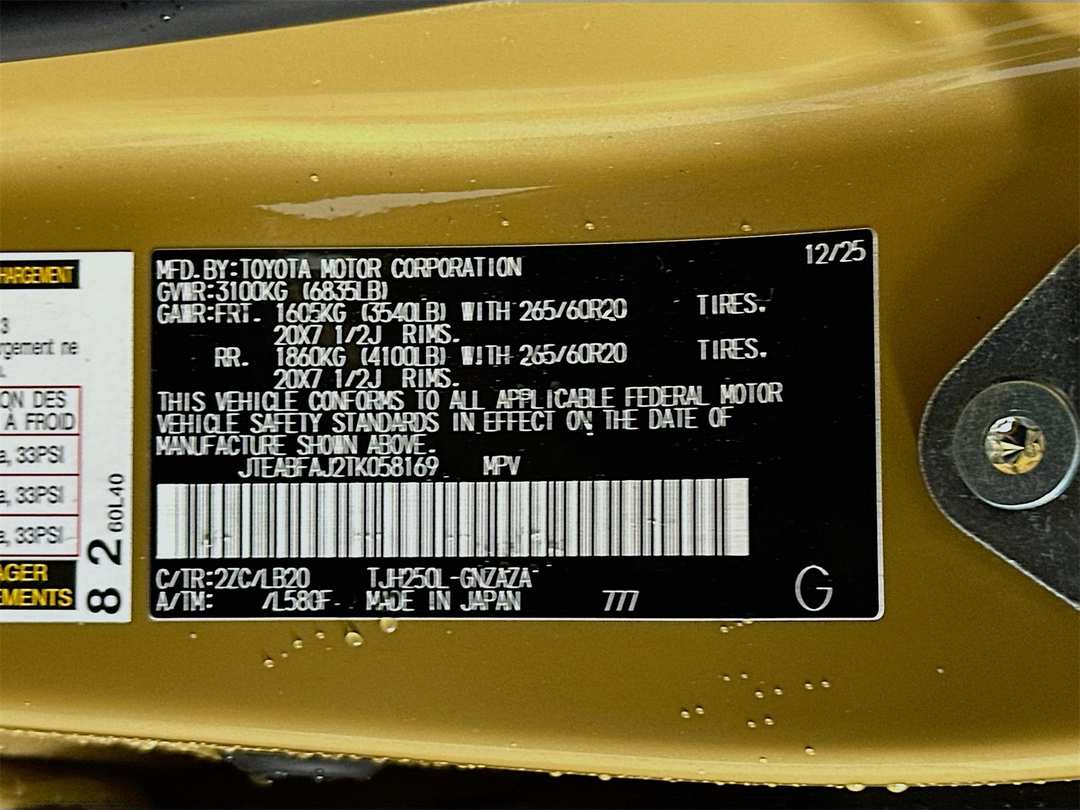 HARGEMENT
3
rgement ne
ON DES
À FROID
a, 33PSI
a, 33PSI
a, 33PSI
AGER
EMENTS
8 2 60L40
12/25
MFD.BY:TOYOTA MOTOR CORPORATION
GVWR:3100KG (6835LB)
GAWR:FRT. 1605KG (3540LB) WITH 265/60R20 TIRES.
20X7 1/2J RIMS.
RR. 1860KG (4100LB) WITH 265/60R20 TIRES.
20X7 1/2J RIMS.
THIS VEHICLE CONFORMS TO ALL APPLICABLE FEDERAL MOTOR
VEHICLE SAFETY STANDARDS IN EFFECT ON THE DATE OF
MANUFACTURE SHOWN ABOVE.
JTEABFAJ2TK058169 MPV
C/TR:2ZC/LB20 TJH250L-GNZAZA
A/TM: /L580F MADE IN JAPAN 777
G